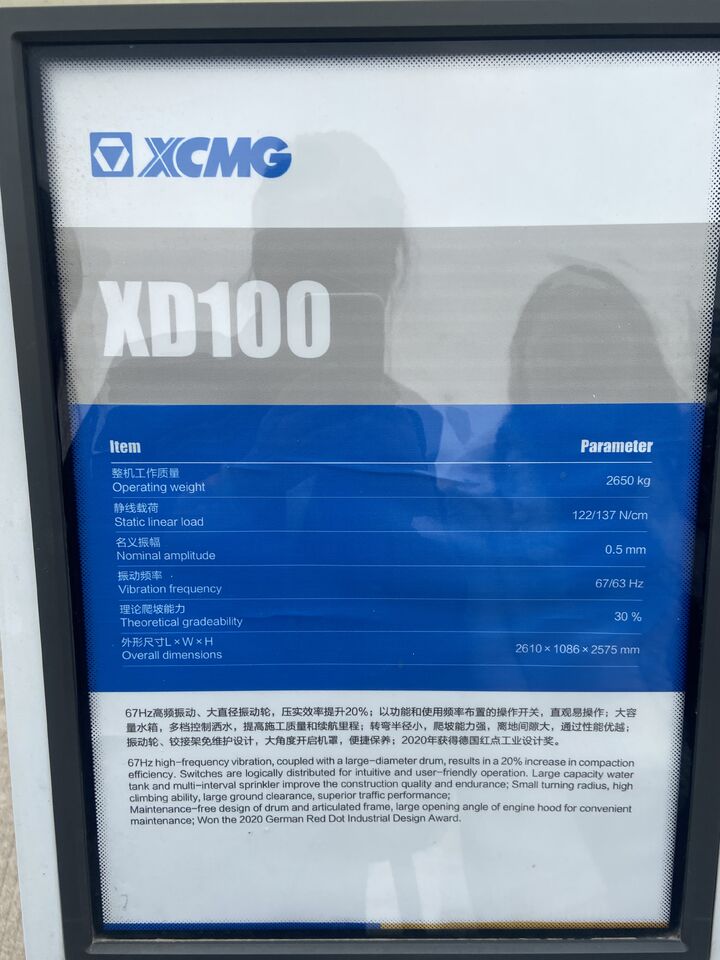 XCMG
XD100
Item Parameter
整机工作质量
Operating weight 2650 kg
静线载荷
Static linear load 122/137 N/cm
名义振幅
Nominal amplitude 0.5 mm
振动频率
Vibration frequency 67/63 Hz
理论爬坡能力
Theoretical gradeability 30 %
外形尺寸L×W×H
Overall dimensions 2610×1086×2575 mm
67Hz高频振动、大直径振动轮，压实效率提升20%；以功能和使用频率布置的操作开关，直观易操作；大容
量水箱，多档控制洒水，提高施工质量和续航里程；转弯半径小，爬坡能力强，离地间隙大，通过性能优越；
振动轮、铰接架免维护设计，大角度开启机罩，便捷保养；2020年获得德国红点工业设计奖。
67Hz high-frequency vibration, coupled with a large-diameter drum, results in a 20% increase in compaction
efficiency. Switches are logically distributed for intuitive and user-friendly operation. Large capacity water
tank and multi-interval sprinkler improve the construction quality and endurance; Small turning radius, high
climbing ability, large ground clearance, superior traffic performance;
Maintenance-free design of drum and articulated frame, large opening angle of engine hood for convenient
maintenance; Won the 2020 German Red Dot Industrial Design Award.